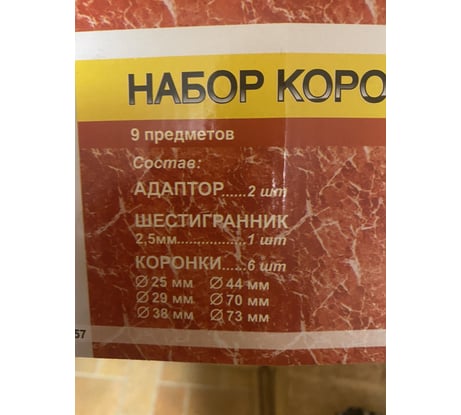 НАБОР КОРО
9 предметов
Состав:
АДАПТОР......2 шт
ШЕСТИГРАННИК
2,5мм.................1 шт
КОРОНКИ......6 шт
∅ 25 мм ∅ 44 мм
∅ 29 мм ∅ 70 мм
∅ 38 мм ∅ 73 мм
57